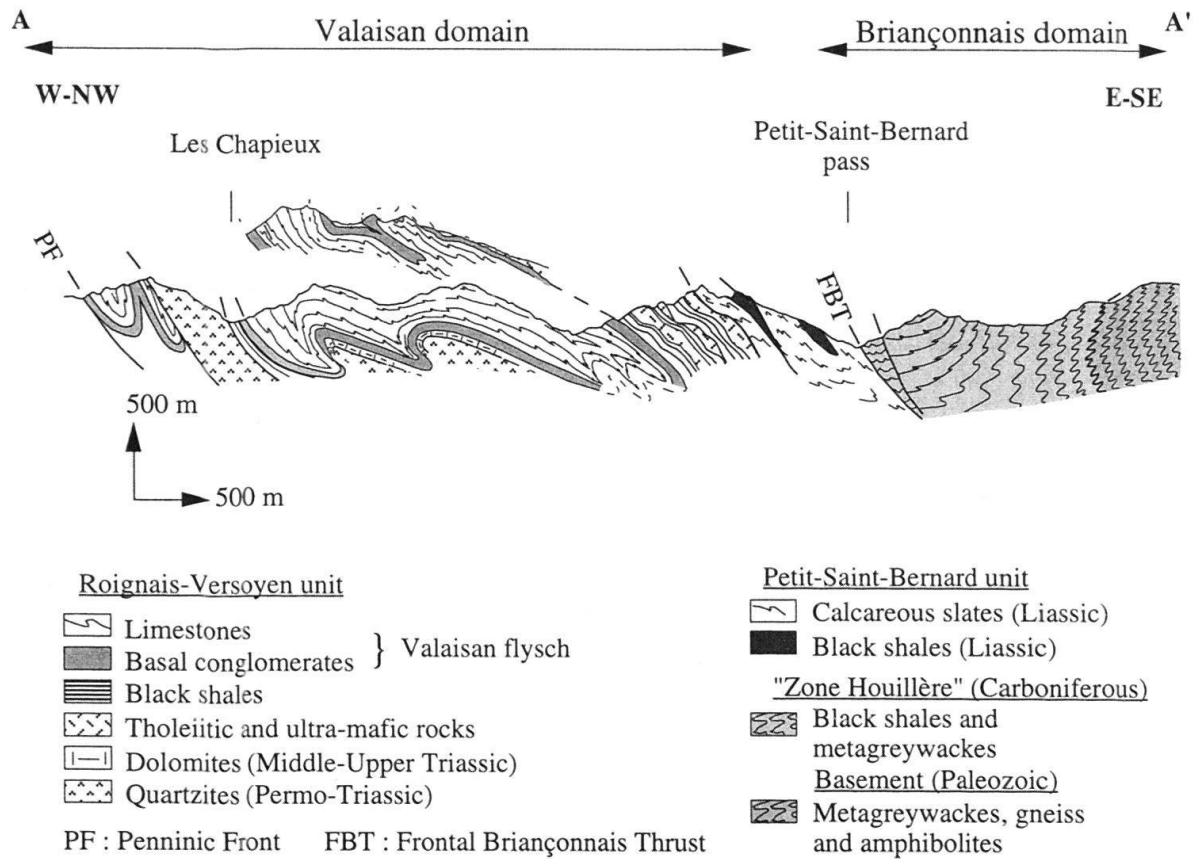 A
A'
Valaisan domain
Briançonnais domain
W-NW
E-SE
Les Chapieux
Petit-Saint-Bernard
pass
PF
FBT
500 m
500 m
Roignais-Versoyen unit
Limestones
Basal conglomerates
} Valaisan flysch
Black shales
Tholeiitic and ultra-mafic rocks
Dolomites (Middle-Upper Triassic)
Quartzites (Permo-Triassic)
PF : Penninic Front FBT : Frontal Briançonnais Thrust
Petit-Saint-Bernard unit
Calcareous slates (Liassic)
Black shales (Liassic)
"Zone Houillère" (Carboniferous)
Black shales and
metagreywackes
Basement (Paleozoic)
Metagreywackes, gneiss
and amphibolites